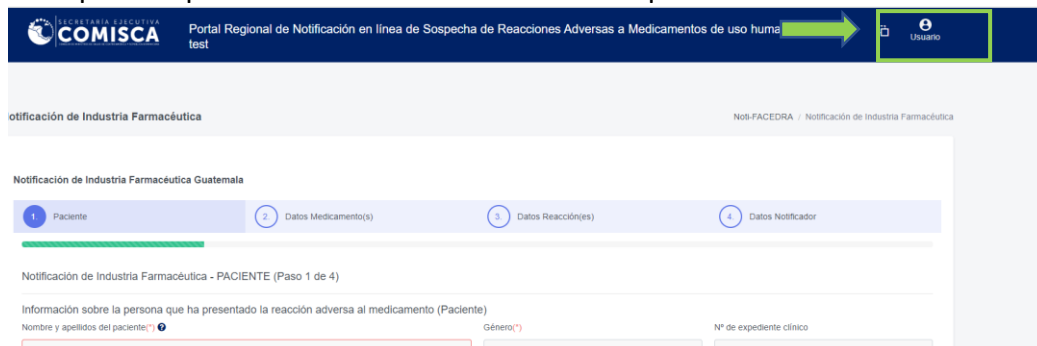 SECRETARÍA EJECUTIVA
COMISCA
Portal Regional de Notificación en línea de Sospecha de Reacciones Adversas a Medicamentos de uso huma
test
Usuario
otificación de Industria Farmacéutica
Noti-FACEDRA / Notificación de Industria Farmacéutica
Notificación de Industria Farmacéutica Guatemala
1. Paciente
2. Datos Medicamento(s)
3. Datos Reacción(es)
4. Datos Notificador
Notificación de Industria Farmacéutica - PACIENTE (Paso 1 de 4)
Información sobre la persona que ha presentado la reacción adversa al medicamento (Paciente)
Nombre y apellidos del paciente(*)
Género(*)
Nº de expediente clínico